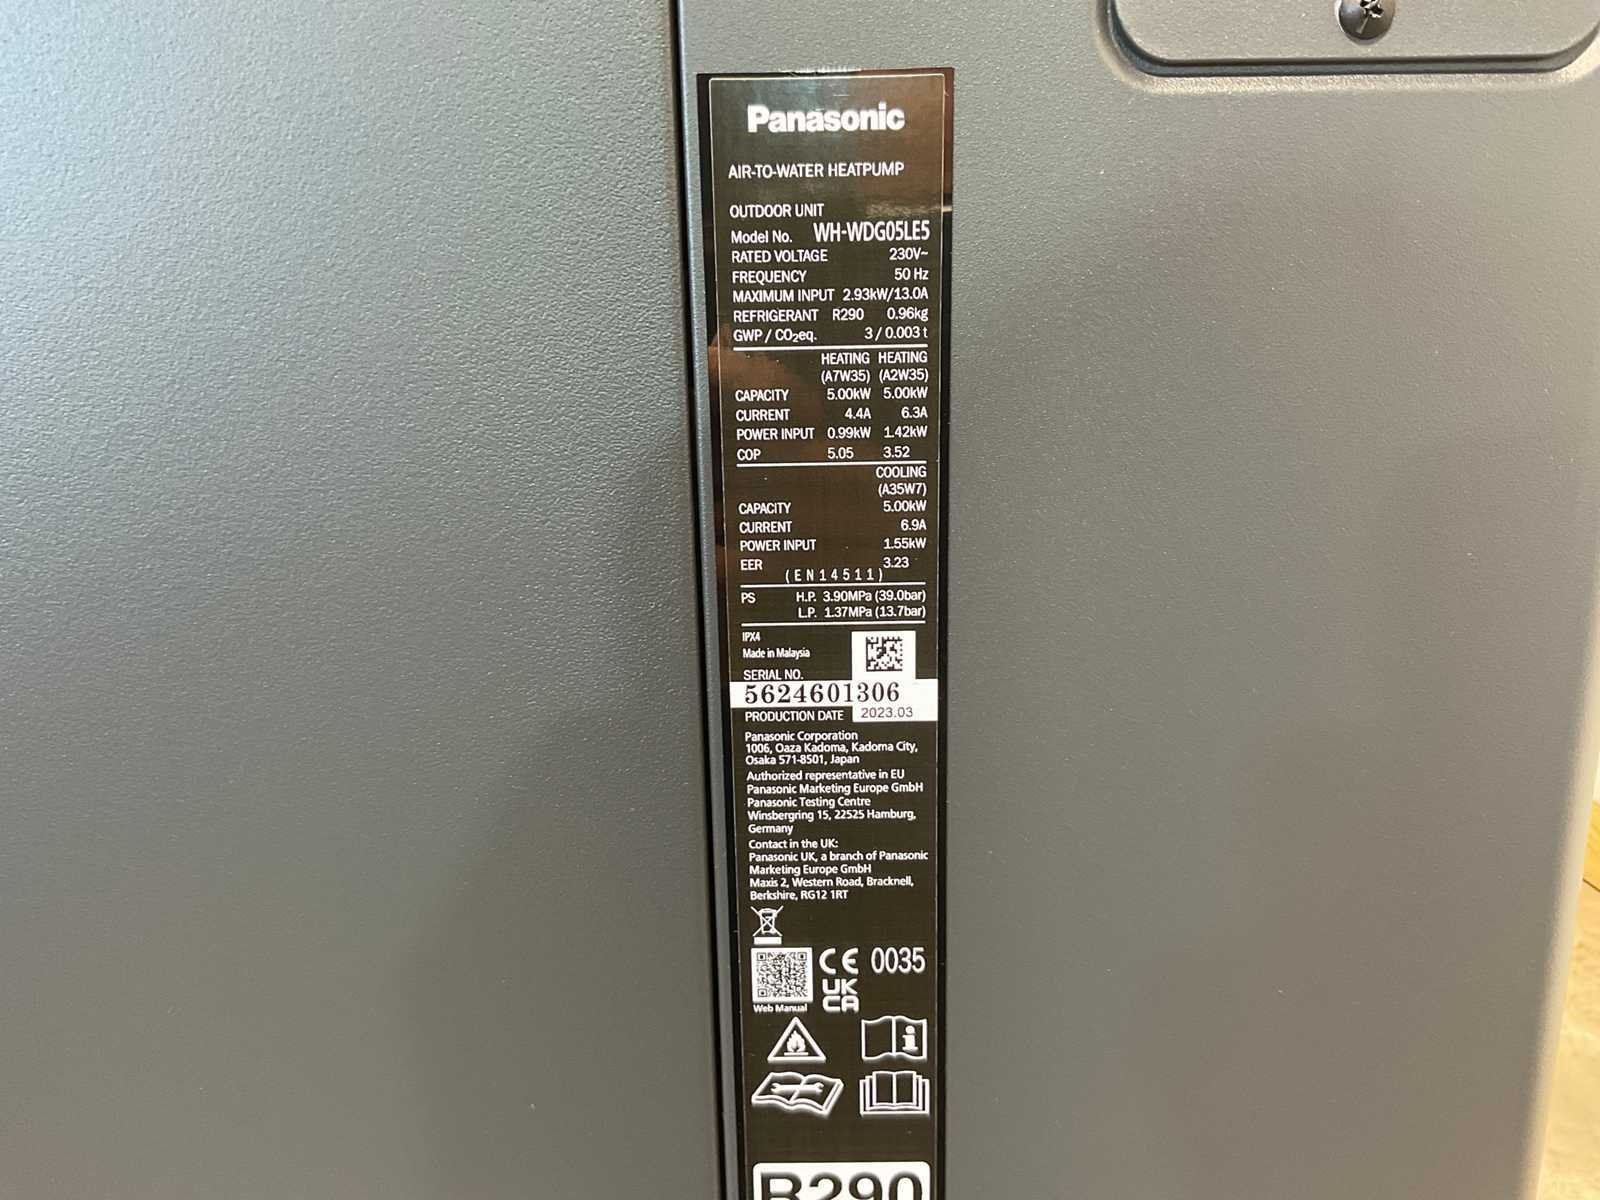 Panasonic
AIR-TO-WATER HEATPUMP
OUTDOOR UNIT
Model No. WH-WDG05LE5
RATED VOLTAGE 230V~
FREQUENCY 50 Hz
MAXIMUM INPUT 2.93kW/13.0A
REFRIGERANT R290 0.96kg
GWP / CO₂eq. 3 / 0.003 t
HEATING HEATING
(A7W35) (A2W35)
CAPACITY 5.00kW 5.00kW
CURRENT 4.4A 6.3A
POWER INPUT 0.99kW 1.42kW
COP 5.05 3.52
COOLING
(A35W7)
CAPACITY 5.00kW
CURRENT 6.9A
POWER INPUT 1.55kW
EER 3.23
(EN14511)
PS H.P. 3.90MPa (39.0bar)
L.P. 1.37MPa (13.7bar)
IPX4
Made in Malaysia
SERIAL NO.
5624601306
PRODUCTION DATE 2023.03
Panasonic Corporation
1006, Oaza Kadoma, Kadoma City,
Osaka 571-8501, Japan
Authorized representative in EU
Panasonic Marketing Europe GmbH
Panasonic Testing Centre
Winsbergring 15, 22525 Hamburg,
Germany
Contact in the UK:
Panasonic UK, a branch of Panasonic
Marketing Europe GmbH
Maxis 2, Western Road, Bracknell,
Berkshire, RG12 1RT
CE 0035
UK
CA
Web Manual
R290